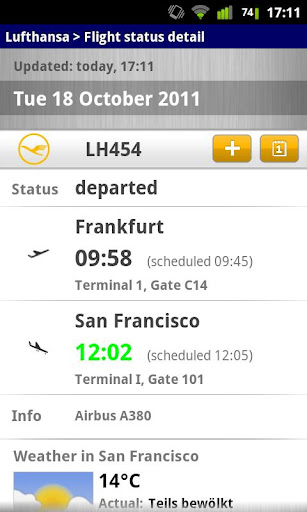 74 17:11
Lufthansa > Flight status detail
Updated: today, 17:11
Tue 18 October 2011
LH454
1
Status departed
Frankfurt
09:58 (scheduled 09:45)
Terminal 1, Gate C14
San Francisco
12:02 (scheduled 12:05)
Terminal I, Gate 101
Info Airbus A380
Weather in San Francisco
14°C
Actual: Teils bewölkt